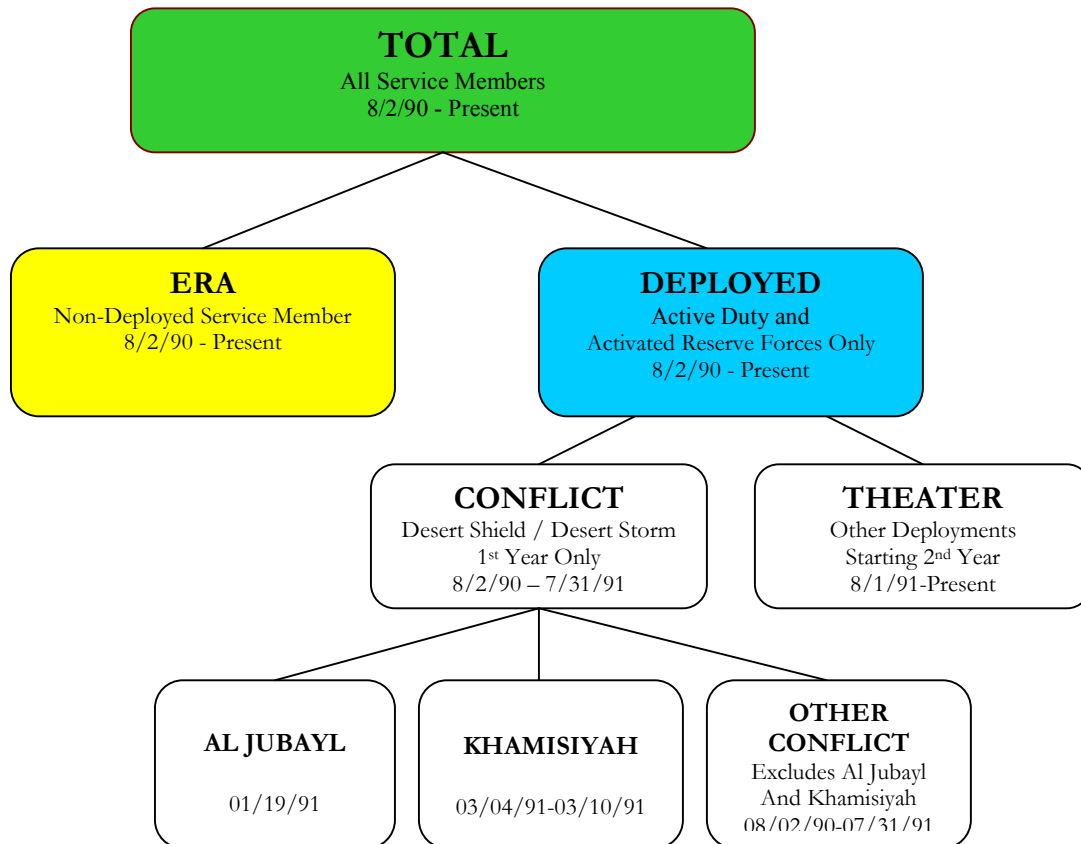 TOTAL
All Service Members
8/2/90 - Present
ERA
Non-Deployed Service Member
8/2/90 - Present
DEPLOYED
Active Duty and
Activated Reserve Forces Only
8/2/90 - Present
CONFLICT
Desert Shield / Desert Storm
1st Year Only
8/2/90 – 7/31/91
THEATER
Other Deployments
Starting 2nd Year
8/1/91-Present
AL JUBAYL
01/19/91
KHAMISIYAH
03/04/91-03/10/91
OTHER
CONFLICT
Excludes Al Jubayl
And Khamisiyah
08/02/90-07/31/91